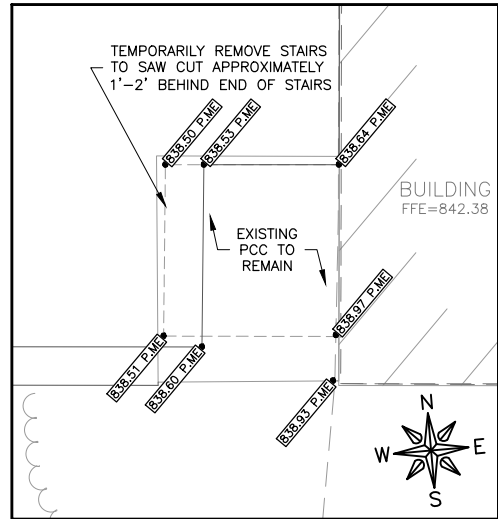 TEMPORARILY REMOVE STAIRS
TO SAW CUT APPROXIMATELY
1'-2' BEHIND END OF STAIRS
838.50 P.ME
838.53 P.ME
838.64 P.ME
BUILDING
FFE=842.38
EXISTING
PCC TO
REMAIN
838.97 P.ME
838.51 P.ME
838.60 P.ME
838.93 P.ME
N
W
E
S